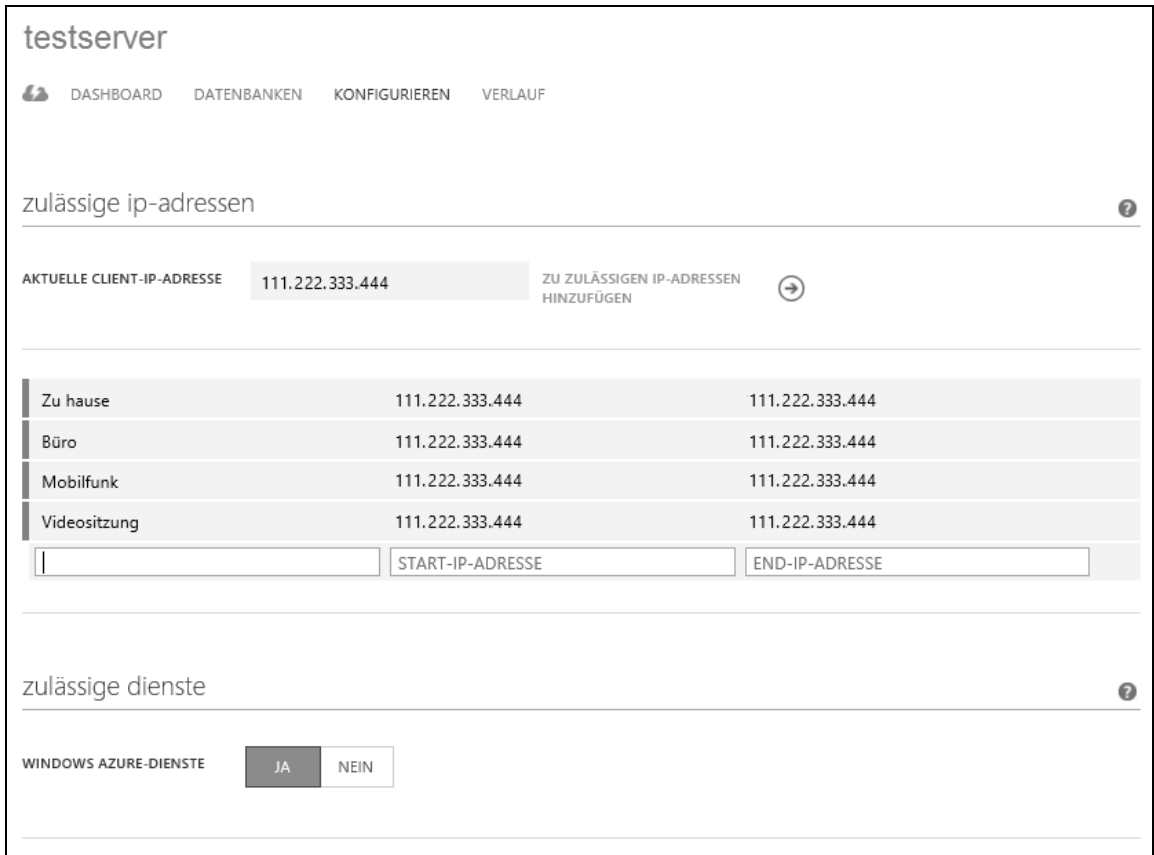 testserver
DASHBOARD DATENBANKEN KONFIGURIEREN VERLAUF
zulässige ip-adressen
?
AKTUELLE CLIENT-IP-ADRESSE 111.222.333.444 ZU ZULÄSSIGEN IP-ADRESSEN
HINZUFÜGEN
Zu hause 111.222.333.444 111.222.333.444
Büro 111.222.333.444 111.222.333.444
Mobilfunk 111.222.333.444 111.222.333.444
Videositzung 111.222.333.444 111.222.333.444
START-IP-ADRESSE END-IP-ADRESSE
zulässige dienste
?
WINDOWS AZURE-DIENSTE JA NEIN